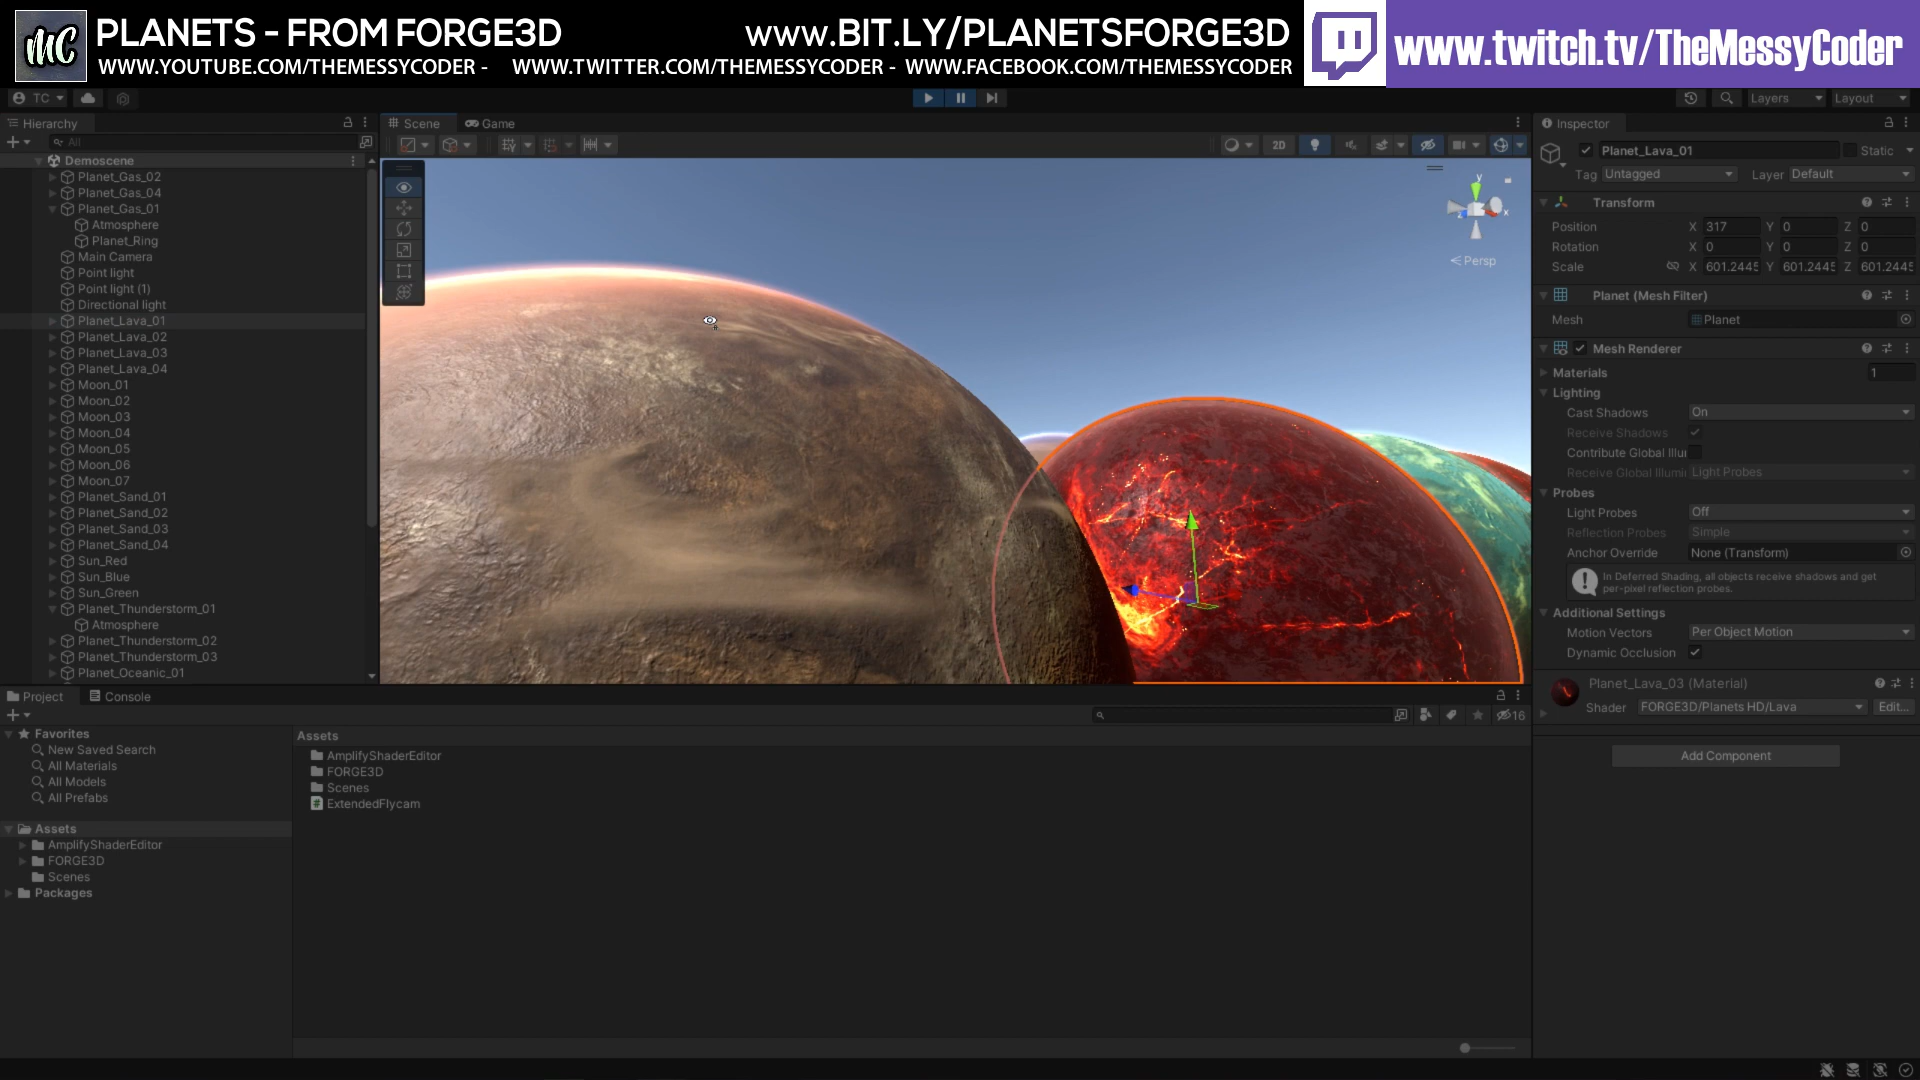 MC
PLANETS - FROM FORGE3D
www.BIT.LY/PLANETSFORGE3D
www.twitch.tv/TheMessyCoder
WWW.YOUTUBE.COM/THEMESSYCODER - WWW.TWITTER.COM/THEMESSYCODER - WWW.FACEBOOK.COM/THEMESSYCODER
TC
Layers
Layout
Hierarchy
All
Demoscene
Planet_Gas_02
Planet_Gas_04
Planet_Gas_01
Atmosphere
Planet_Ring
Main Camera
Point light
Point light (1)
Directional light
Planet_Lava_01
Planet_Lava_02
Planet_Lava_03
Planet_Lava_04
Moon_01
Moon_02
Moon_03
Moon_04
Moon_05
Moon_06
Moon_07
Planet_Sand_01
Planet_Sand_02
Planet_Sand_03
Planet_Sand_04
Sun_Red
Sun_Blue
Sun_Green
Planet_Thunderstorm_01
Atmosphere
Planet_Thunderstorm_02
Planet_Thunderstorm_03
Planet_Oceanic_01
Scene
Game
2D
y
x
Persp
Inspector
Planet_Lava_01
Static
Tag Untagged
Layer Default
Transform
Position X 317 Y 0 Z 0
Rotation X 0 Y 0 Z 0
Scale X 601.2445 Y 601.2445 Z 601.2445
Planet (Mesh Filter)
Mesh Planet
Mesh Renderer
Materials 1
Lighting
Cast Shadows On
Receive Shadows
Contribute Global Illui
Receive Global Illumi Light Probes
Probes
Light Probes Off
Reflection Probes Simple
Anchor Override None (Transform)
In Deferred Shading, all objects receive shadows and get
per-pixel reflection probes.
Additional Settings
Motion Vectors Per Object Motion
Dynamic Occlusion
Planet_Lava_03 (Material)
Shader FORGE3D/Planets HD/Lava Edit...
Add Component
Project
Console
16
Favorites
New Saved Search
All Materials
All Models
All Prefabs
Assets
AmplifyShaderEditor
FORGE3D
Scenes
Packages
Assets
AmplifyShaderEditor
FORGE3D
Scenes
ExtendedFlycam